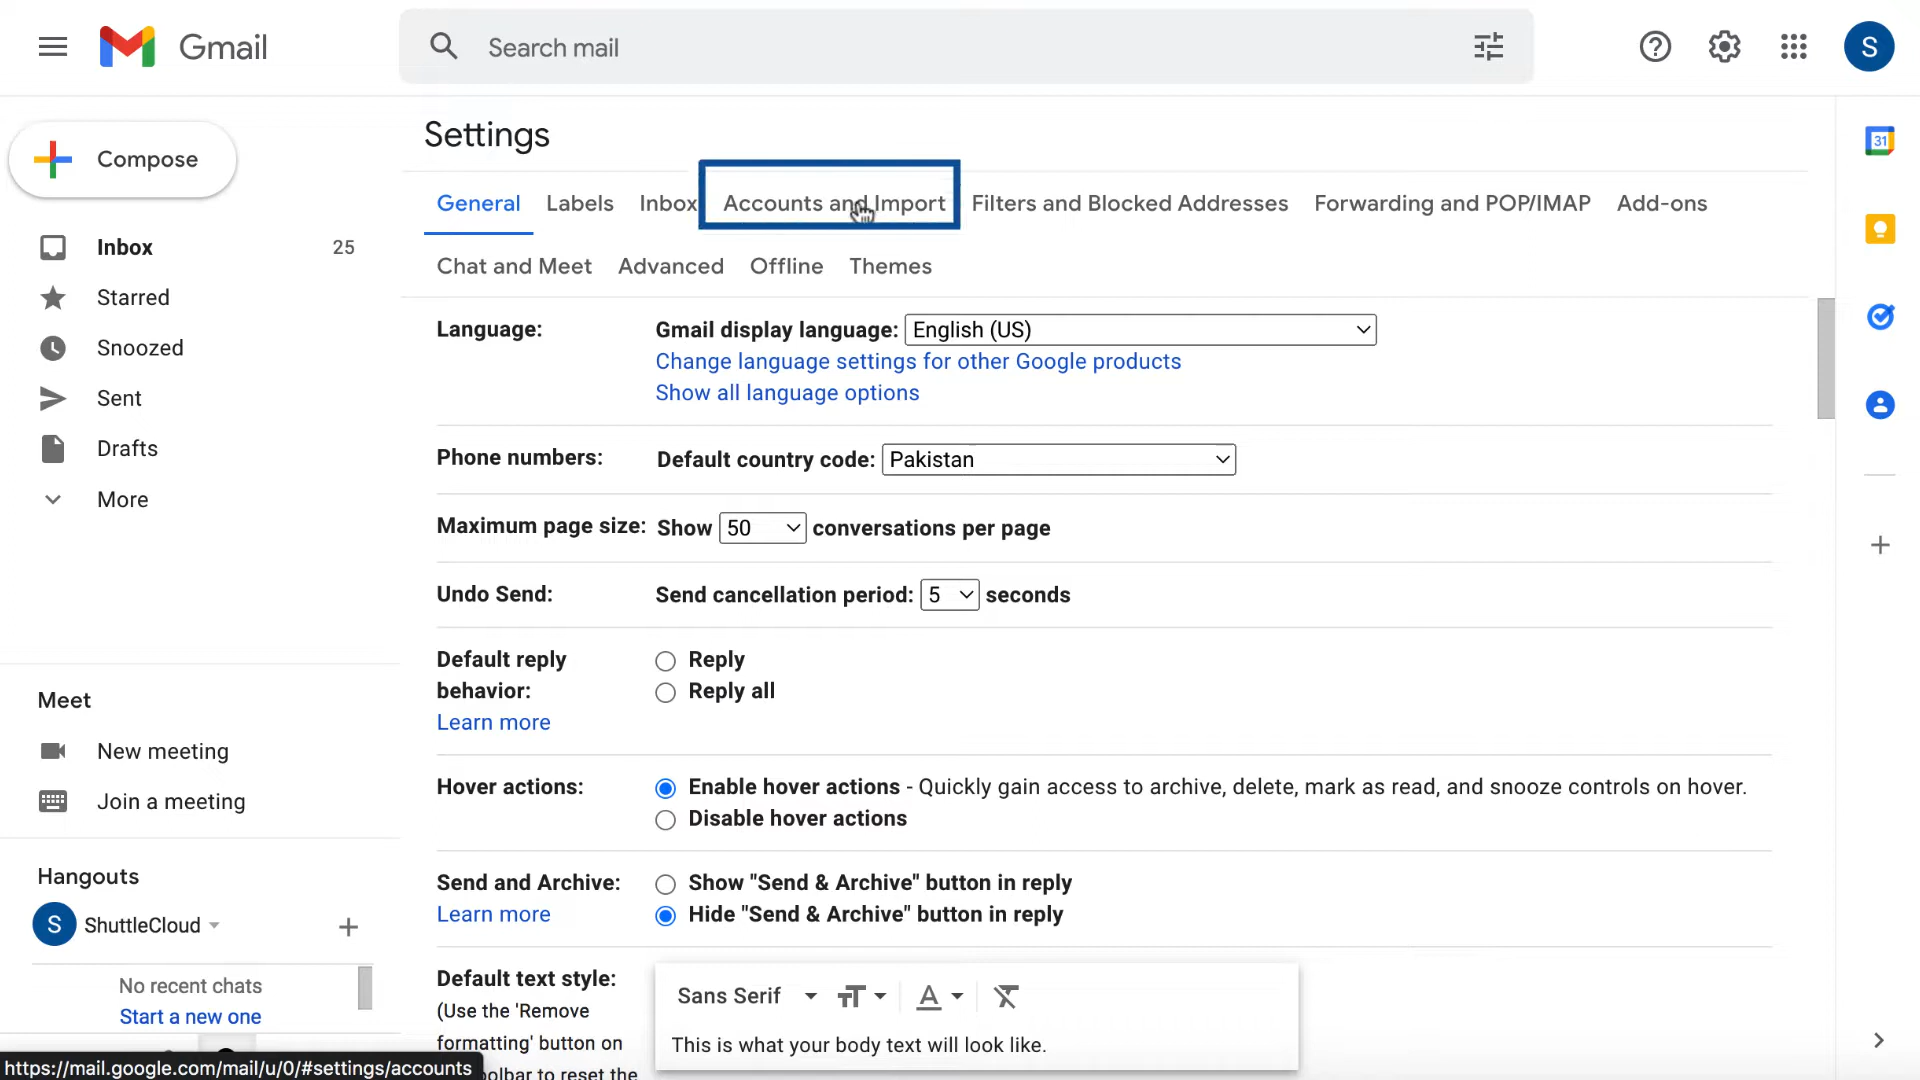 Gmail
Search mail
S
Compose
Inbox 25
Starred
Snoozed
Sent
Drafts
More
Meet
New meeting
Join a meeting
Hangouts
S ShuttleCloud
No recent chats
Start a new one
https://mail.google.com/mail/u/0/#settings/accounts
Settings
General Labels Inbox Accounts and Import Filters and Blocked Addresses Forwarding and POP/IMAP Add-ons
Chat and Meet Advanced Offline Themes
Language: Gmail display language: English (US)
Change language settings for other Google products
Show all language options
Phone numbers: Default country code: Pakistan
Maximum page size: Show 50 conversations per page
Undo Send: Send cancellation period: 5 seconds
Default reply Reply
behavior: Reply all
Learn more
Hover actions: Enable hover actions - Quickly gain access to archive, delete, mark as read, and snooze controls on hover.
Disable hover actions
Send and Archive: Show "Send & Archive" button in reply
Learn more Hide "Send & Archive" button in reply
Default text style: Sans Serif
(Use the 'Remove
formatting' button on This is what your body text will look like.
olbar to reset the
31